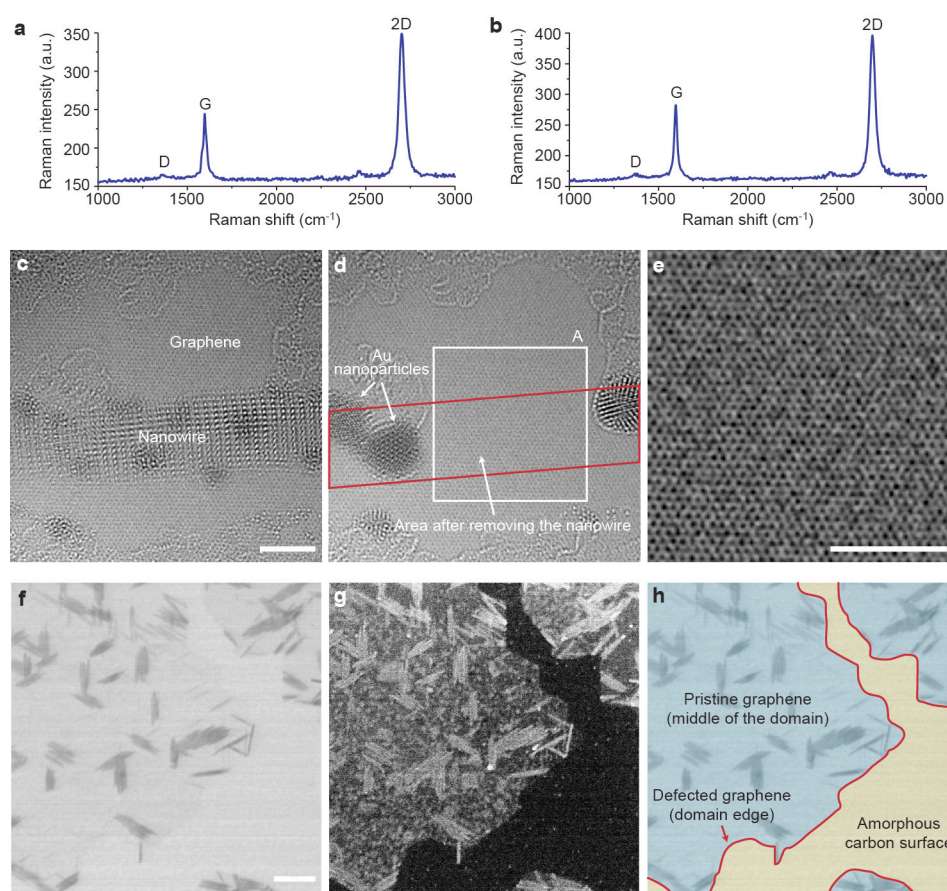 a
350
300
250
200
150
Raman intensity (a.u.)
D
G
2D
1000 1500 2000 2500 3000
Raman shift (cm-1)
b
400
350
300
250
200
150
Raman intensity (a.u.)
D
G
2D
1000 1500 2000 2500 3000
Raman shift (cm-1)
c
Graphene
Nanowire
d
A
Au
nanoparticles
Area after removing the nanowire
e
f
g
h
Pristine graphene
(middle of the domain)
Defected graphene
(domain edge)
Amorphous
carbon surface